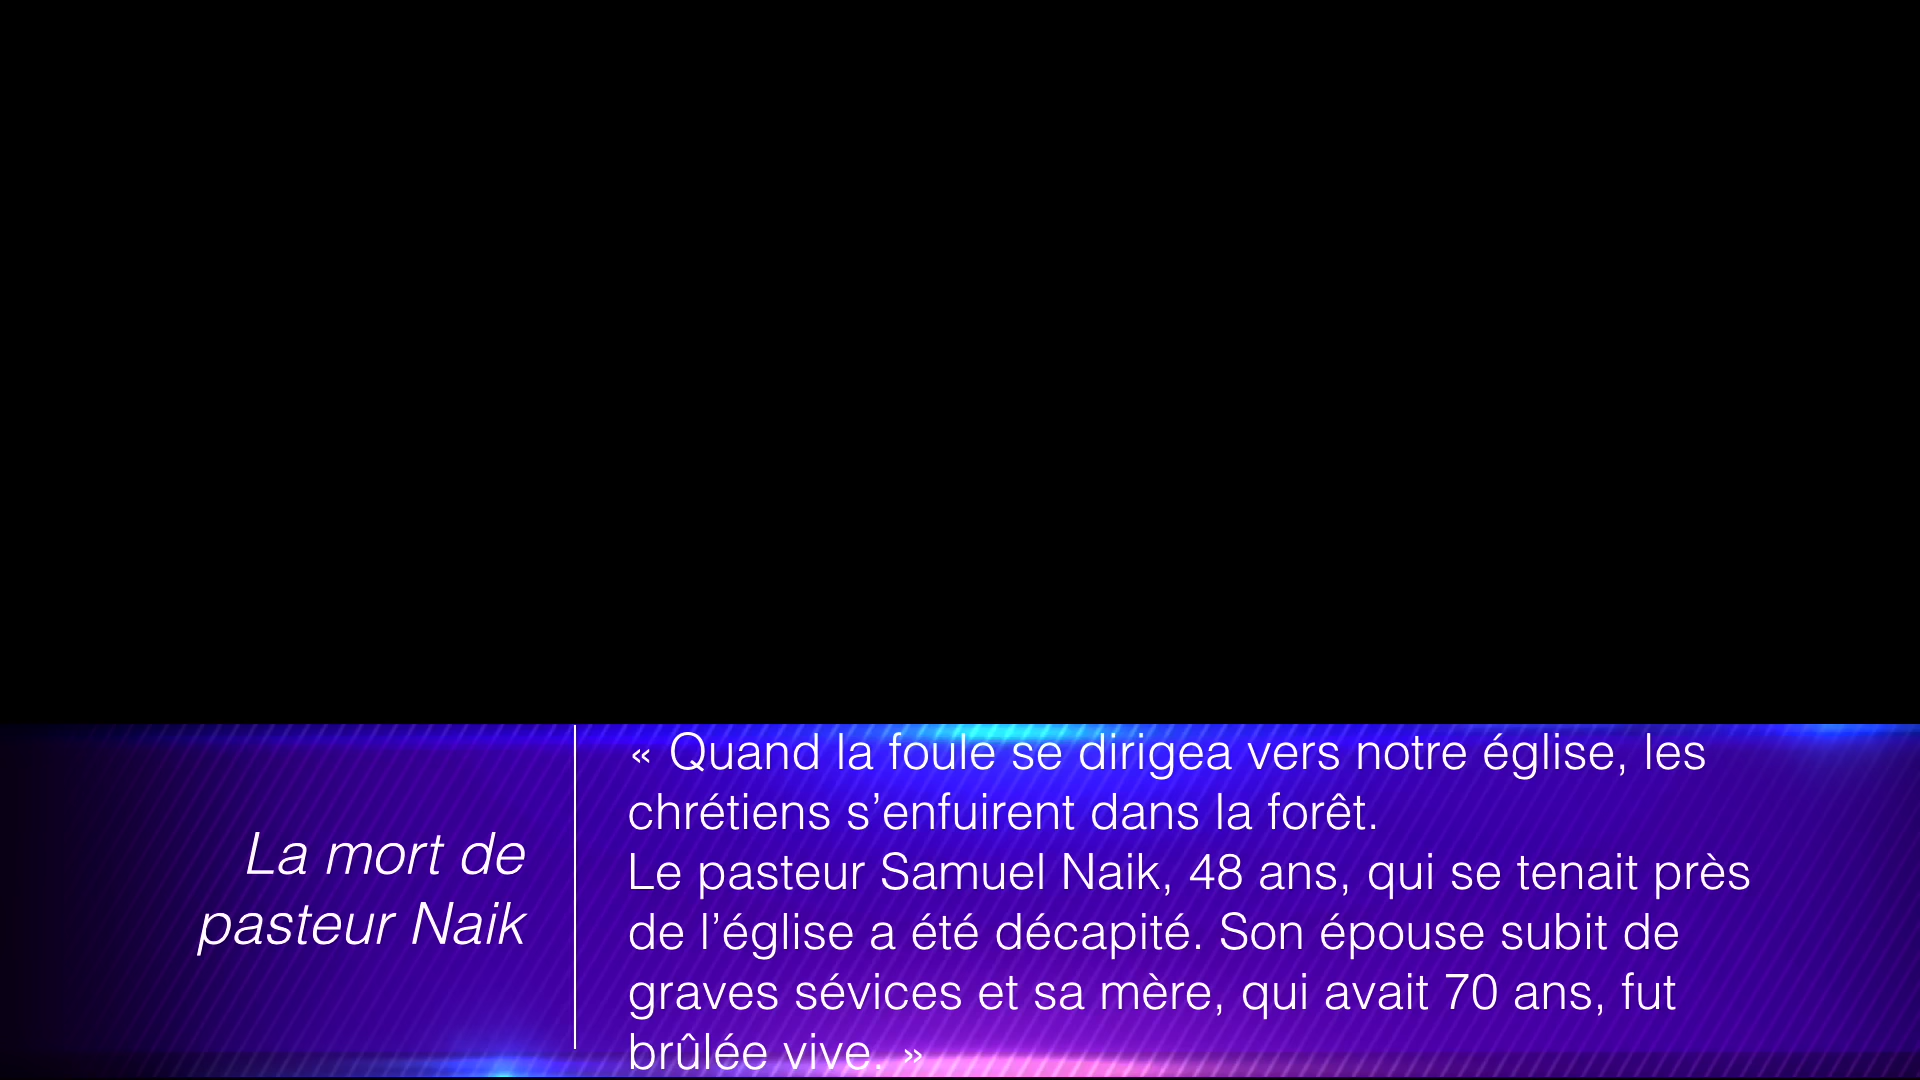 La mort de
pasteur Naik
« Quand la foule se dirigea vers notre église, les
chrétiens s’enfuirent dans la forêt.
Le pasteur Samuel Naik, 48 ans, qui se tenait près
de l’église a été décapité. Son épouse subit de
graves sévices et sa mère, qui avait 70 ans, fut
brûlée vive. »